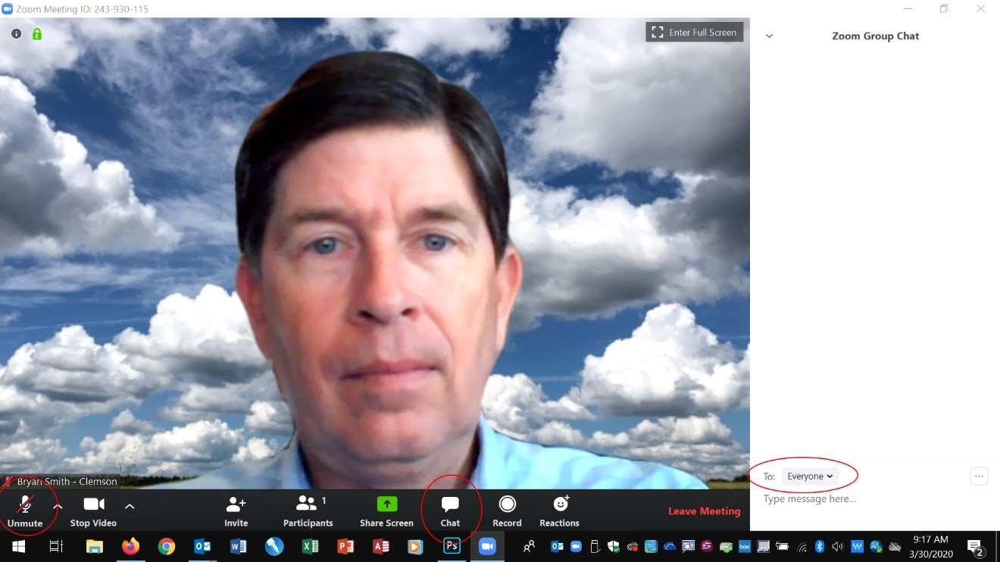 Zoom Meeting ID: 243-930-115
Enter Full Screen
Zoom Group Chat
Bryan Smith - Clemson
To: Everyone
Type message here...
Unmute
Stop Video
Invite
1
Participants
Share Screen
Chat
Record
Reactions
Leave Meeting
Ps
box
9:17 AM
3/30/2020
2